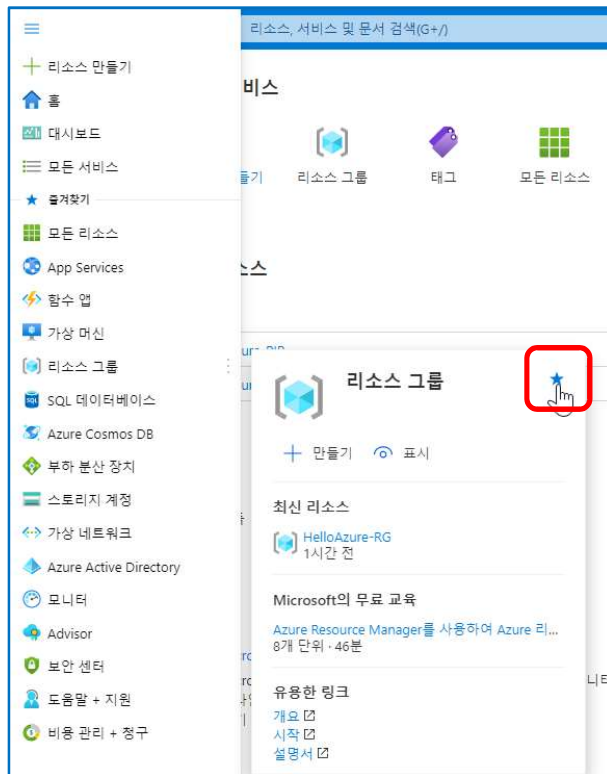 리소스, 서비스 및 문서 검색(G+/)
리소스 만들기
홈
대시보드
모든 서비스
즐겨찾기
모든 리소스
App Services
함수 앱
가상 머신
리소스 그룹
SQL 데이터베이스
Azure Cosmos DB
부하 분산 장치
스토리지 계정
가상 네트워크
Azure Active Directory
모니터
Advisor
보안 센터
도움말 + 지원
비용 관리 + 청구
비스
들기
리소스 그룹
태그
모든 리소스
소스
리소스 그룹
만들기
표시
최신 리소스
HelloAzure-RG
1시간 전
Microsoft의 무료 교육
Azure Resource Manager를 사용하여 Azure 리...
8개 단위 · 46분
유용한 링크
개요
시작
설명서
니터